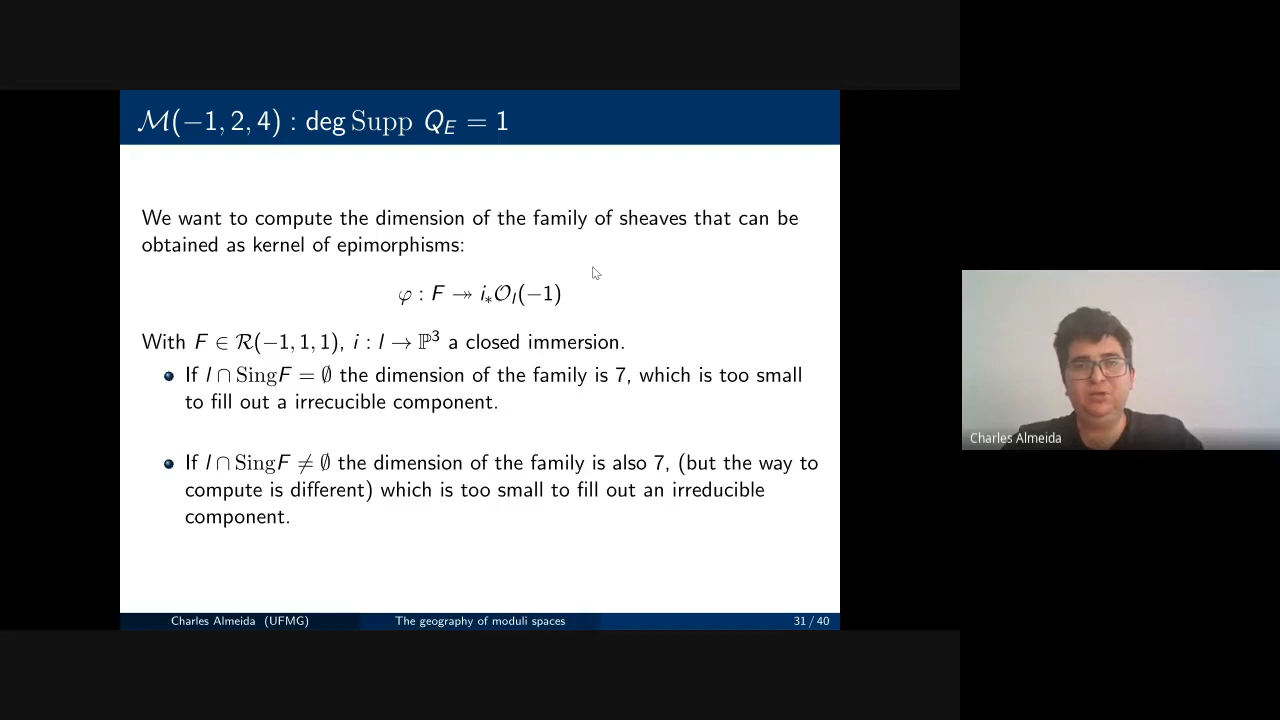 ℳ(−1, 2, 4) : deg Supp Q_E = 1
We want to compute the dimension of the family of sheaves that can be
obtained as kernel of epimorphisms:
φ : F ↠ i_*𝒪_l(−1)
With F ∈ ℛ(−1, 1, 1), i : l → ℙ³ a closed immersion.
If l ∩ SingF = ∅ the dimension of the family is 7, which is too small
to fill out a irrecucible component.
If l ∩ SingF ≠ ∅ the dimension of the family is also 7, (but the way to
compute is different) which is too small to fill out an irreducible
component.
Charles Almeida (UFMG) The geography of moduli spaces 31 / 40
Charles Almeida